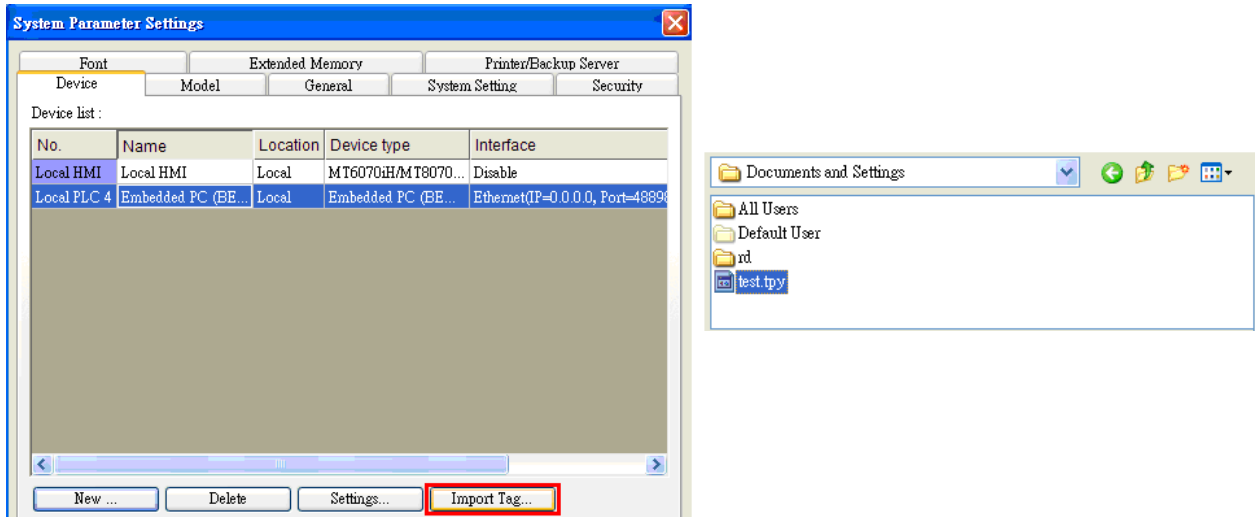 System Parameter Settings
Font Extended Memory Printer/Backup Server
Device Model General System Setting Security
Device list :
No. Name Location Device type Interface
Local HMI Local HMI Local MT6070iH/MT8070... Disable
Local PLC 4 Embedded PC (BE... Local Embedded PC (BE... Ethernet(IP=0.0.0.0, Port=48898
New ... Delete Settings... Import Tag...
Documents and Settings
All Users
Default User
rd
test.tpy